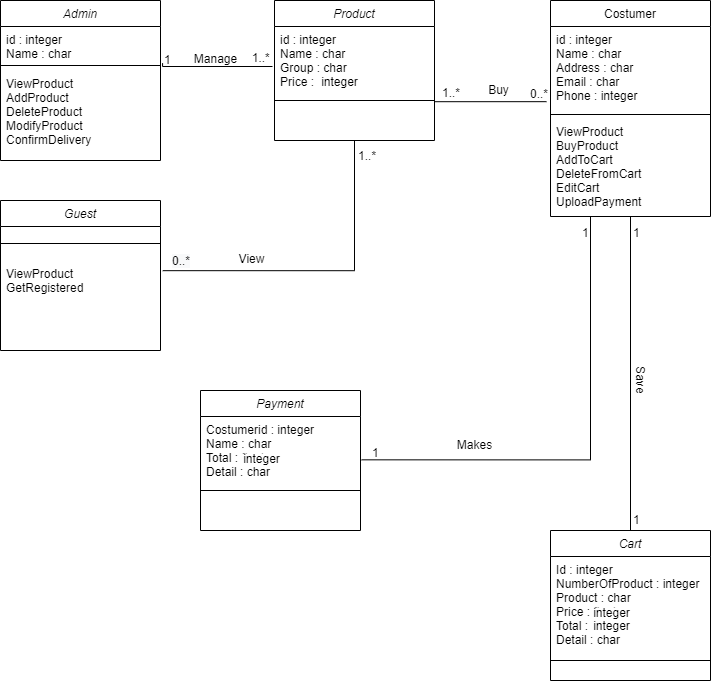 Admin
id : integer
Name : char
ViewProduct
AddProduct
DeleteProduct
ModifyProduct
ConfirmDelivery
1
Manage
1..*
Product
id : integer
Name : char
Group : char
Price : integer
1..*
Buy
0..*
Costumer
id : integer
Name : char
Address : char
Email : char
Phone : integer
ViewProduct
BuyProduct
AddToCart
DeleteFromCart
EditCart
UploadPayment
1..*
Guest
ViewProduct
GetRegistered
0..*
View
1
1
Save
Payment
Costumerid : integer
Name : char
Total : integer
Detail : char
1
Makes
1
Cart
Id : integer
NumberOfProduct : integer
Product : char
Price : integer
Total : integer
Detail : char